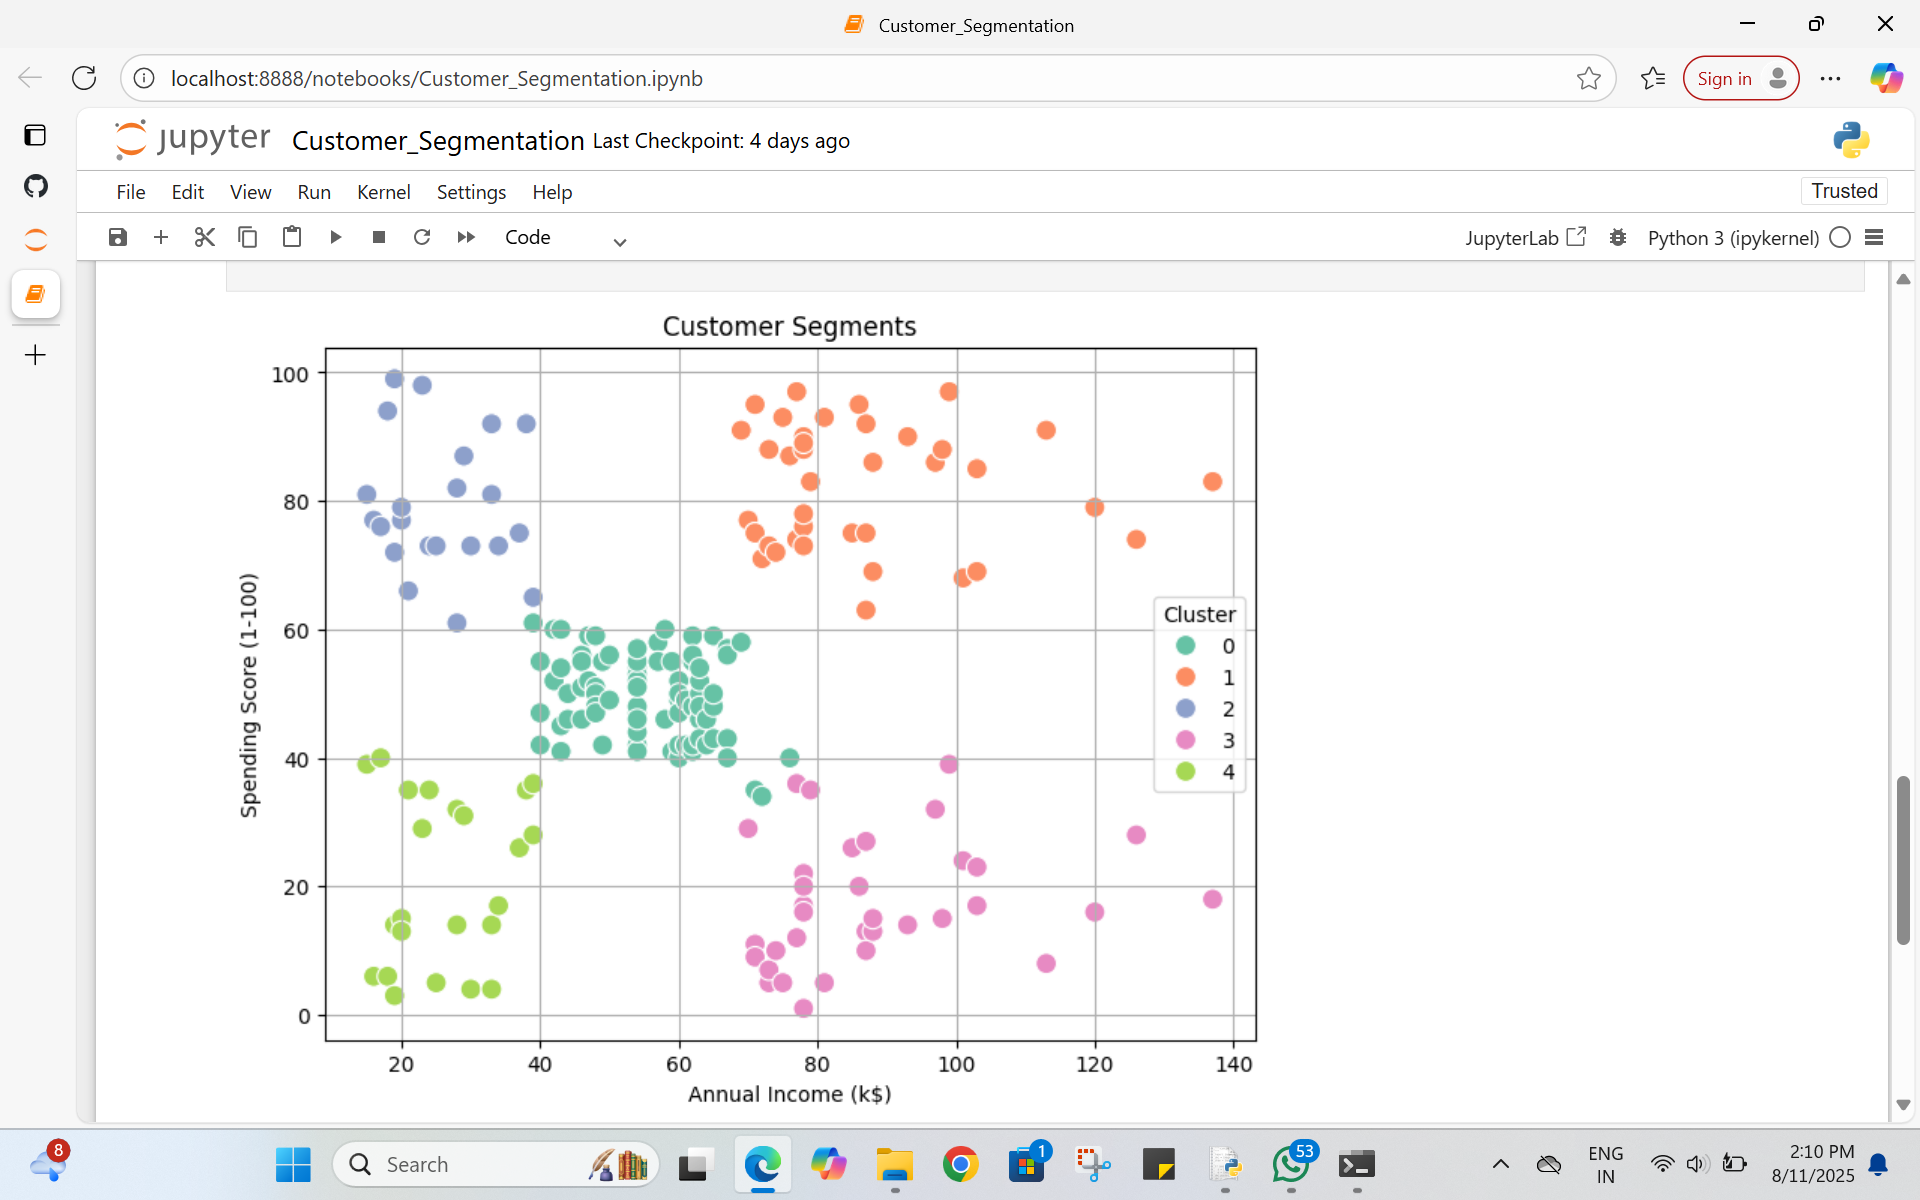 Customer_Segmentation
localhost:8888/notebooks/Customer_Segmentation.ipynb
Sign in
jupyter Customer_Segmentation Last Checkpoint: 4 days ago
File Edit View Run Kernel Settings Help
Trusted
Code
JupyterLab
Python 3 (ipykernel)
Customer Segments
100
80
60
40
20
0
Spending Score (1-100)
Cluster
0
1
2
3
4
20 40 60 80 100 120 140
Annual Income (k$)
8
Search
1
53
ENG
IN
2:10 PM
8/11/2025